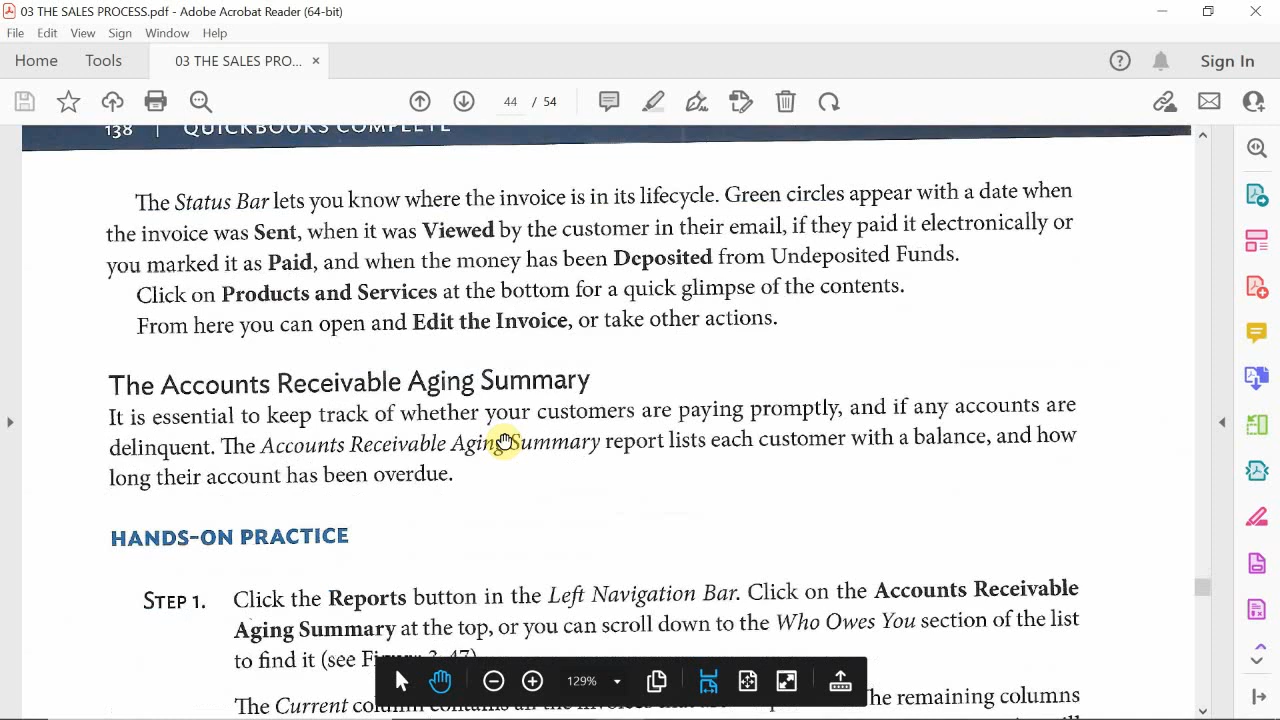 03 THE SALES PROCESS.pdf - Adobe Acrobat Reader (64-bit)
File Edit View Sign Window Help
Home Tools 03 THE SALES PRO... × Sign In
44 / 54
138 | QUICKBOOKS COMPLETE
The Status Bar lets you know where the invoice is in its lifecycle. Green circles appear with a date when
the invoice was Sent, when it was Viewed by the customer in their email, if they paid it electronically or
you marked it as Paid, and when the money has been Deposited from Undeposited Funds.
Click on Products and Services at the bottom for a quick glimpse of the contents.
From here you can open and Edit the Invoice, or take other actions.
The Accounts Receivable Aging Summary
It is essential to keep track of whether your customers are paying promptly, and if any accounts are
delinquent. The Accounts Receivable Aging Summary report lists each customer with a balance, and how
long their account has been overdue.
HANDS-ON PRACTICE
STEP 1. Click the Reports button in the Left Navigation Bar. Click on the Accounts Receivable
Aging Summary at the top, or you can scroll down to the Who Owes You section of the list
to find it (see Figure 3-47).
129%
The Current column contains all the invoices that The remaining columns